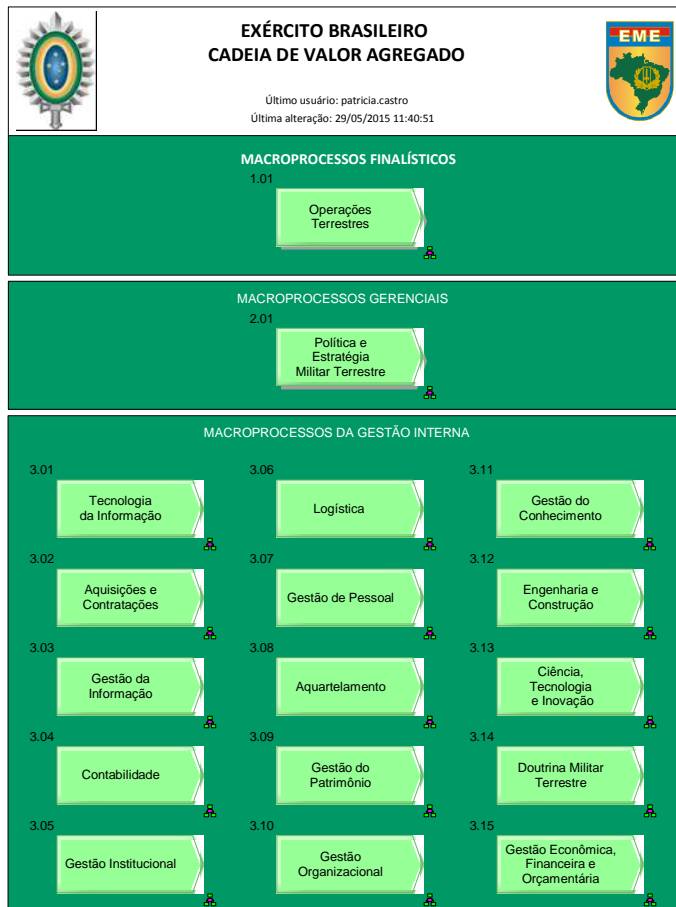 EXÉRCITO BRASILEIRO
CADEIA DE VALOR AGREGADO
EME
Último usuário: patricia.castro
Última alteração: 29/05/2015 11:40:51
MACROPROCESSOS FINALÍSTICOS
1.01
Operações
Terrestres
MACROPROCESSOS GERENCIAIS
2.01
Política e
Estratégia
Militar Terrestre
MACROPROCESSOS DA GESTÃO INTERNA
3.01
Tecnologia
da Informação
3.06
Logística
3.11
Gestão do
Conhecimento
3.02
Aquisições e
Contratações
3.07
Gestão de Pessoal
3.12
Engenharia e
Construção
3.03
Gestão da
Informação
3.08
Aquartelamento
3.13
Ciência,
Tecnologia
e Inovação
3.04
Contabilidade
3.09
Gestão do
Patrimônio
3.14
Doutrina Militar
Terrestre
3.05
Gestão Institucional
3.10
Gestão
Organizacional
3.15
Gestão Econômica,
Financeira e
Orçamentária